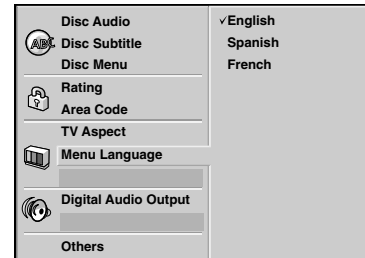 Disc Audio
Disc Subtitle
Disc Menu
Rating
Area Code
TV Aspect
Menu Language
Digital Audio Output
Others
✓English
Spanish
French
ABC